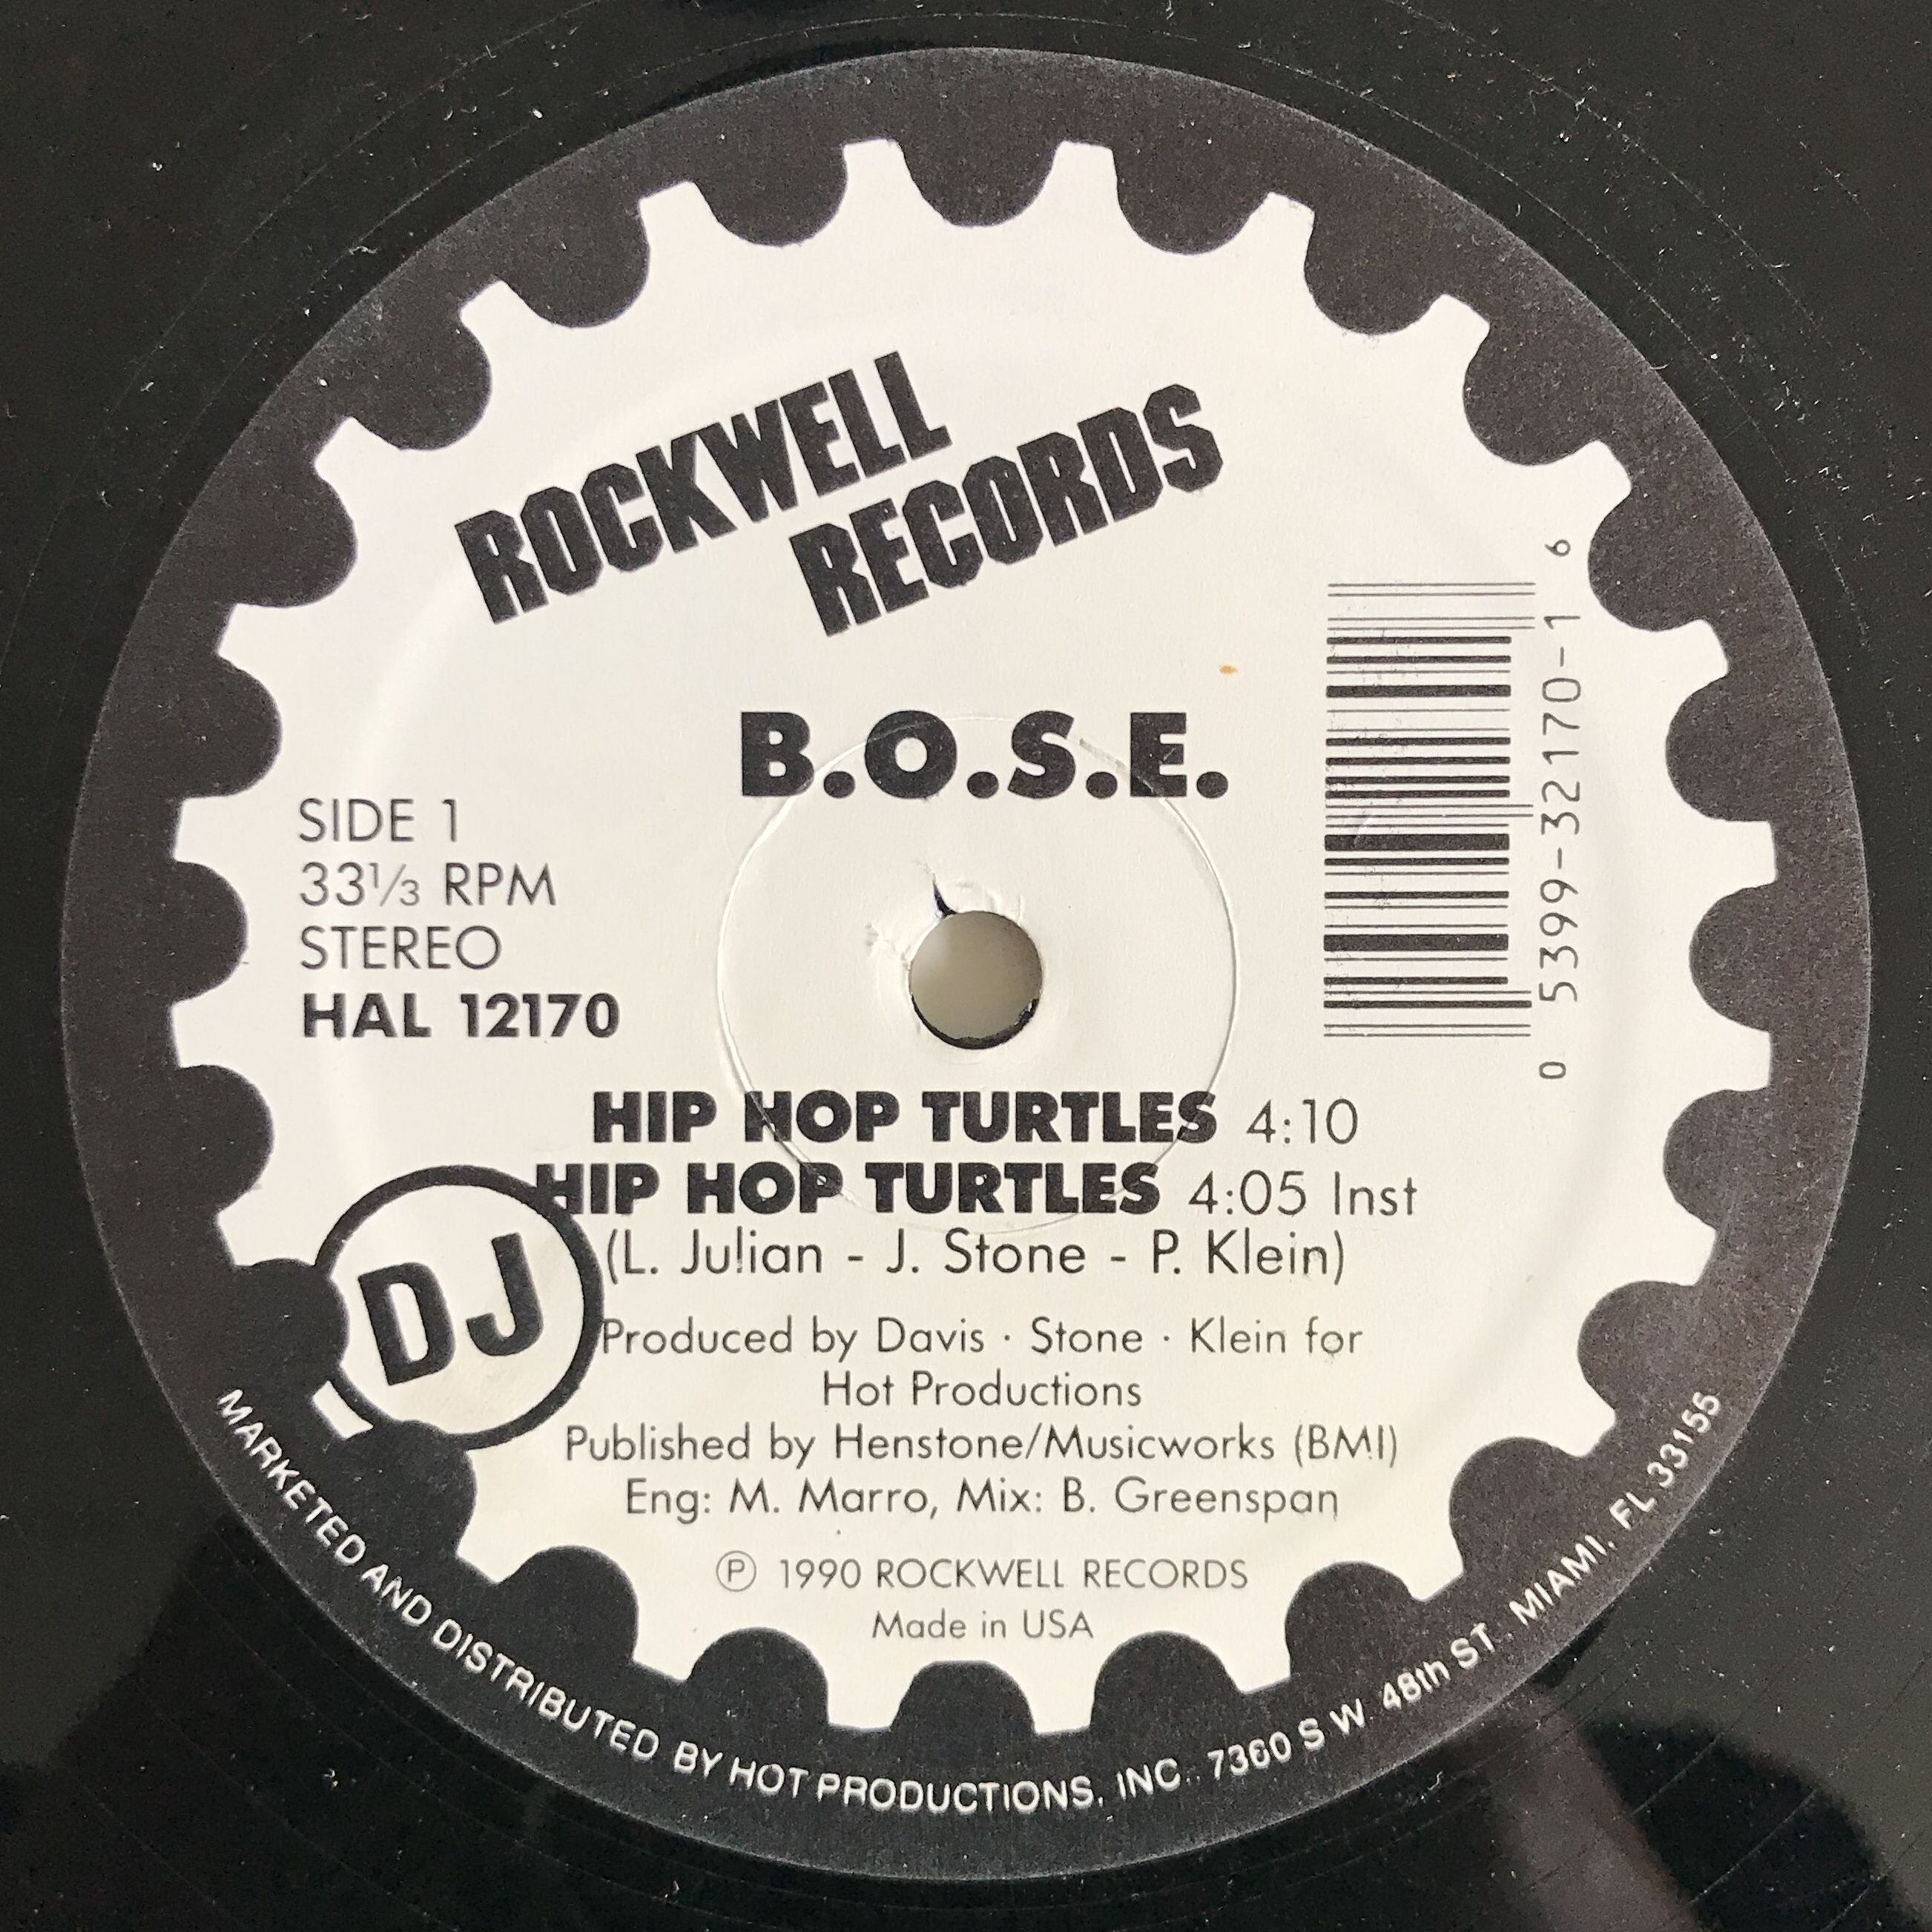 ROCKWELL
RECORDS
B.O.S.E.
SIDE 1
33⅓ RPM
STEREO
HAL 12170
0 5399-32170-1 6
HIP HOP TURTLES 4:10
HIP HOP TURTLES 4:05 Inst
(L. Julian - J. Stone - P. Klein)
DJ
Produced by Davis · Stone · Klein for
Hot Productions
Published by Henstone/Musicworks (BMI)
Eng: M. Marro, Mix: B. Greenspan
℗ 1990 ROCKWELL RECORDS
Made in USA
MARKETED AND DISTRIBUTED BY HOT PRODUCTIONS, INC. 7360 S.W. 48th ST., MIAMI, FL 33155